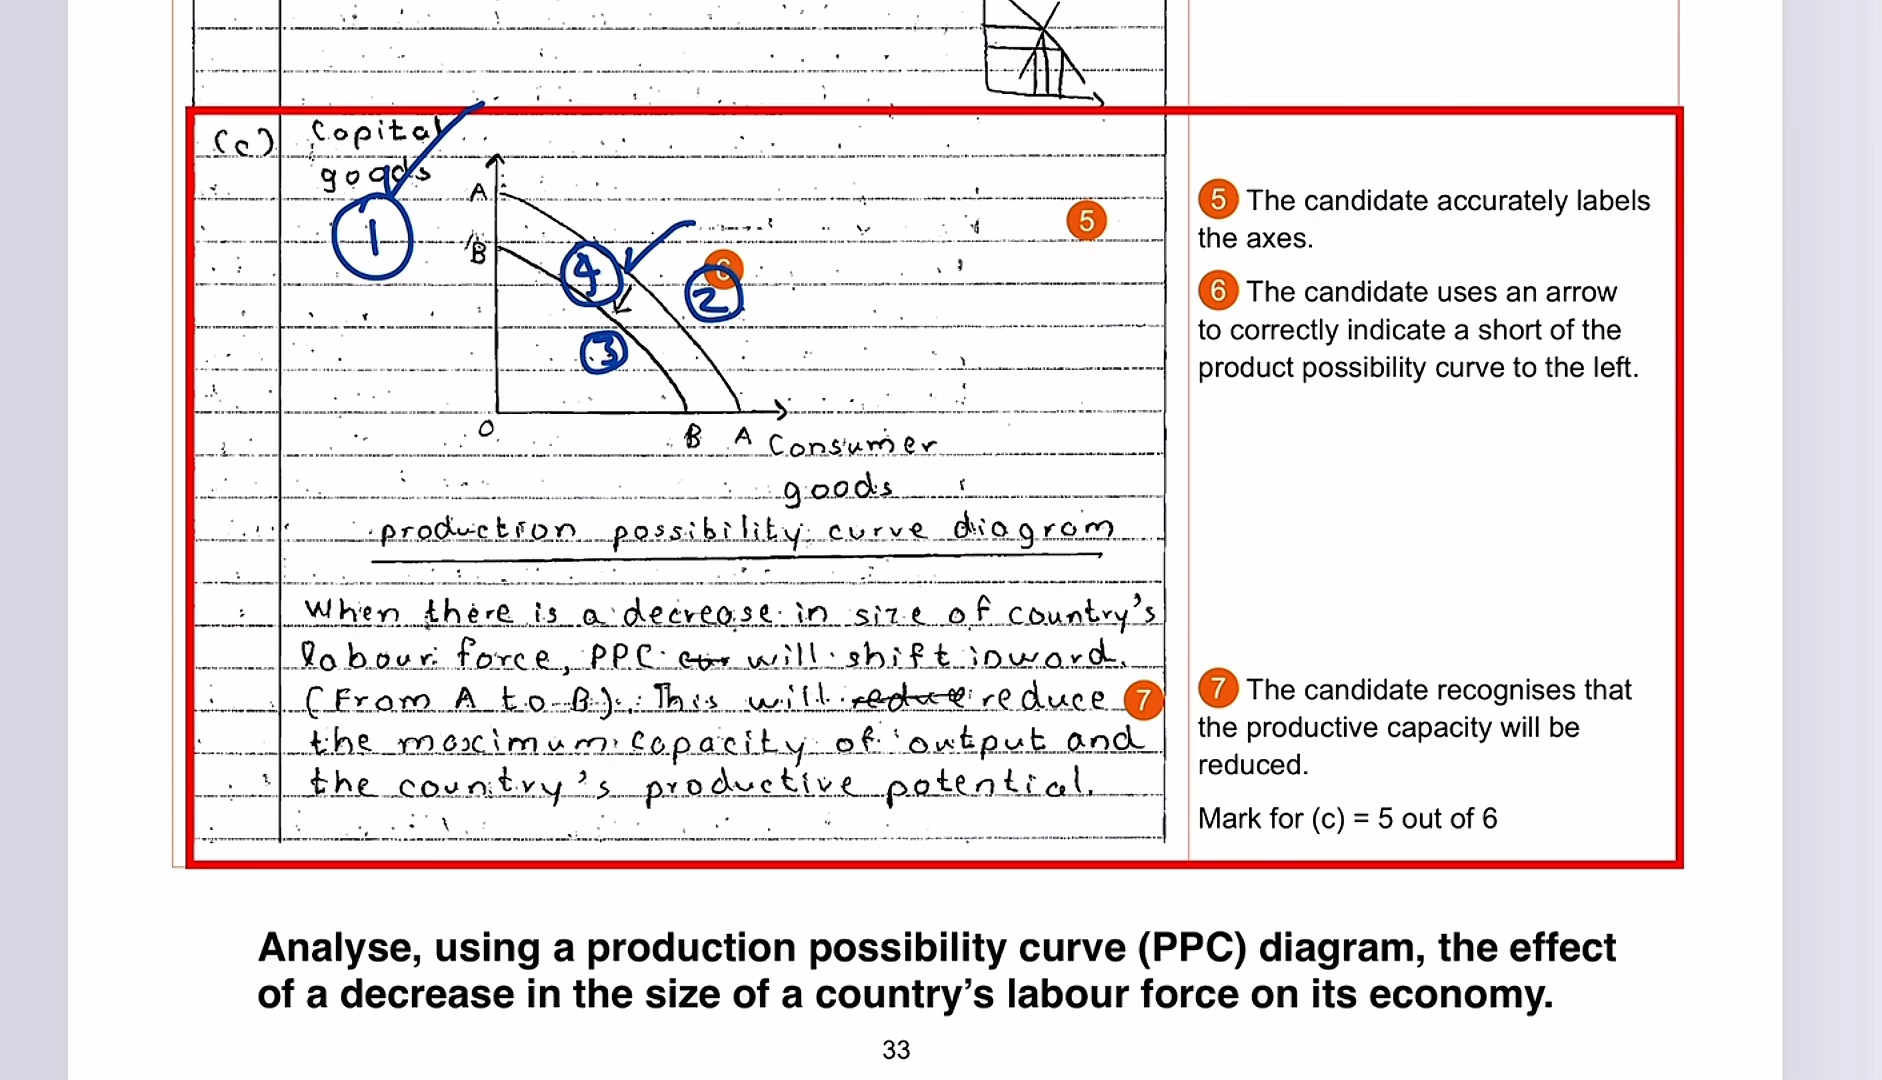 (c)
Capital
goods
1
A
B
4
5
6
2
3
O
B A Consumer
goods
production possibility curve diagram
When there is a decrease in size of country's
labour force, PPC cur will shift inward.
(From A to B). This will reduce reduce 7
the maximum capacity of output and
the country's productive potential.
5 The candidate accurately labels
the axes.
6 The candidate uses an arrow
to correctly indicate a short of the
product possibility curve to the left.
7 The candidate recognises that
the productive capacity will be
reduced.
Mark for (c) = 5 out of 6
Analyse, using a production possibility curve (PPC) diagram, the effect
of a decrease in the size of a country's labour force on its economy.
33